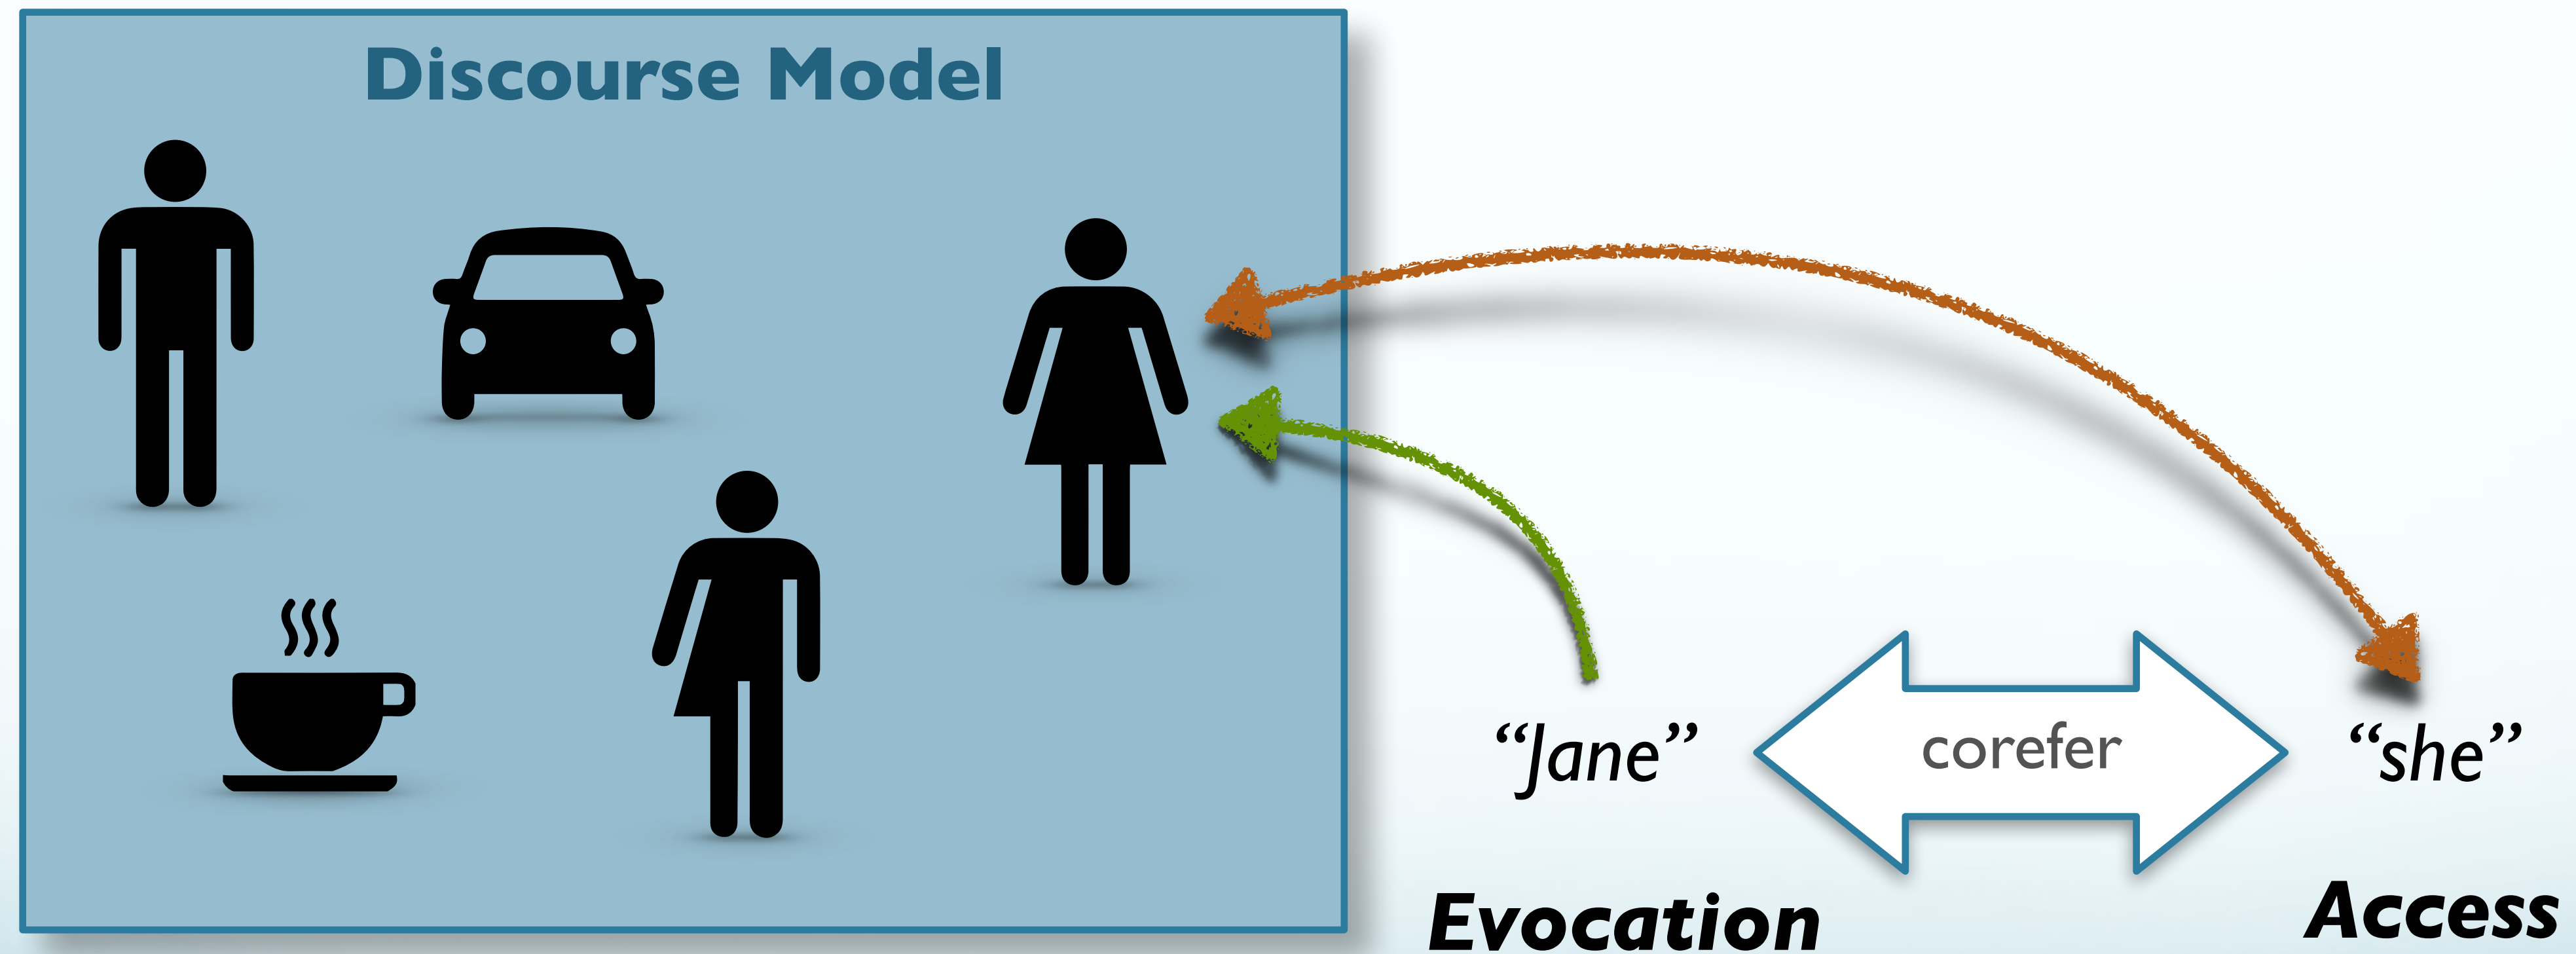 Discourse Model
“Jane”
corefer
“she”
Evocation
Access